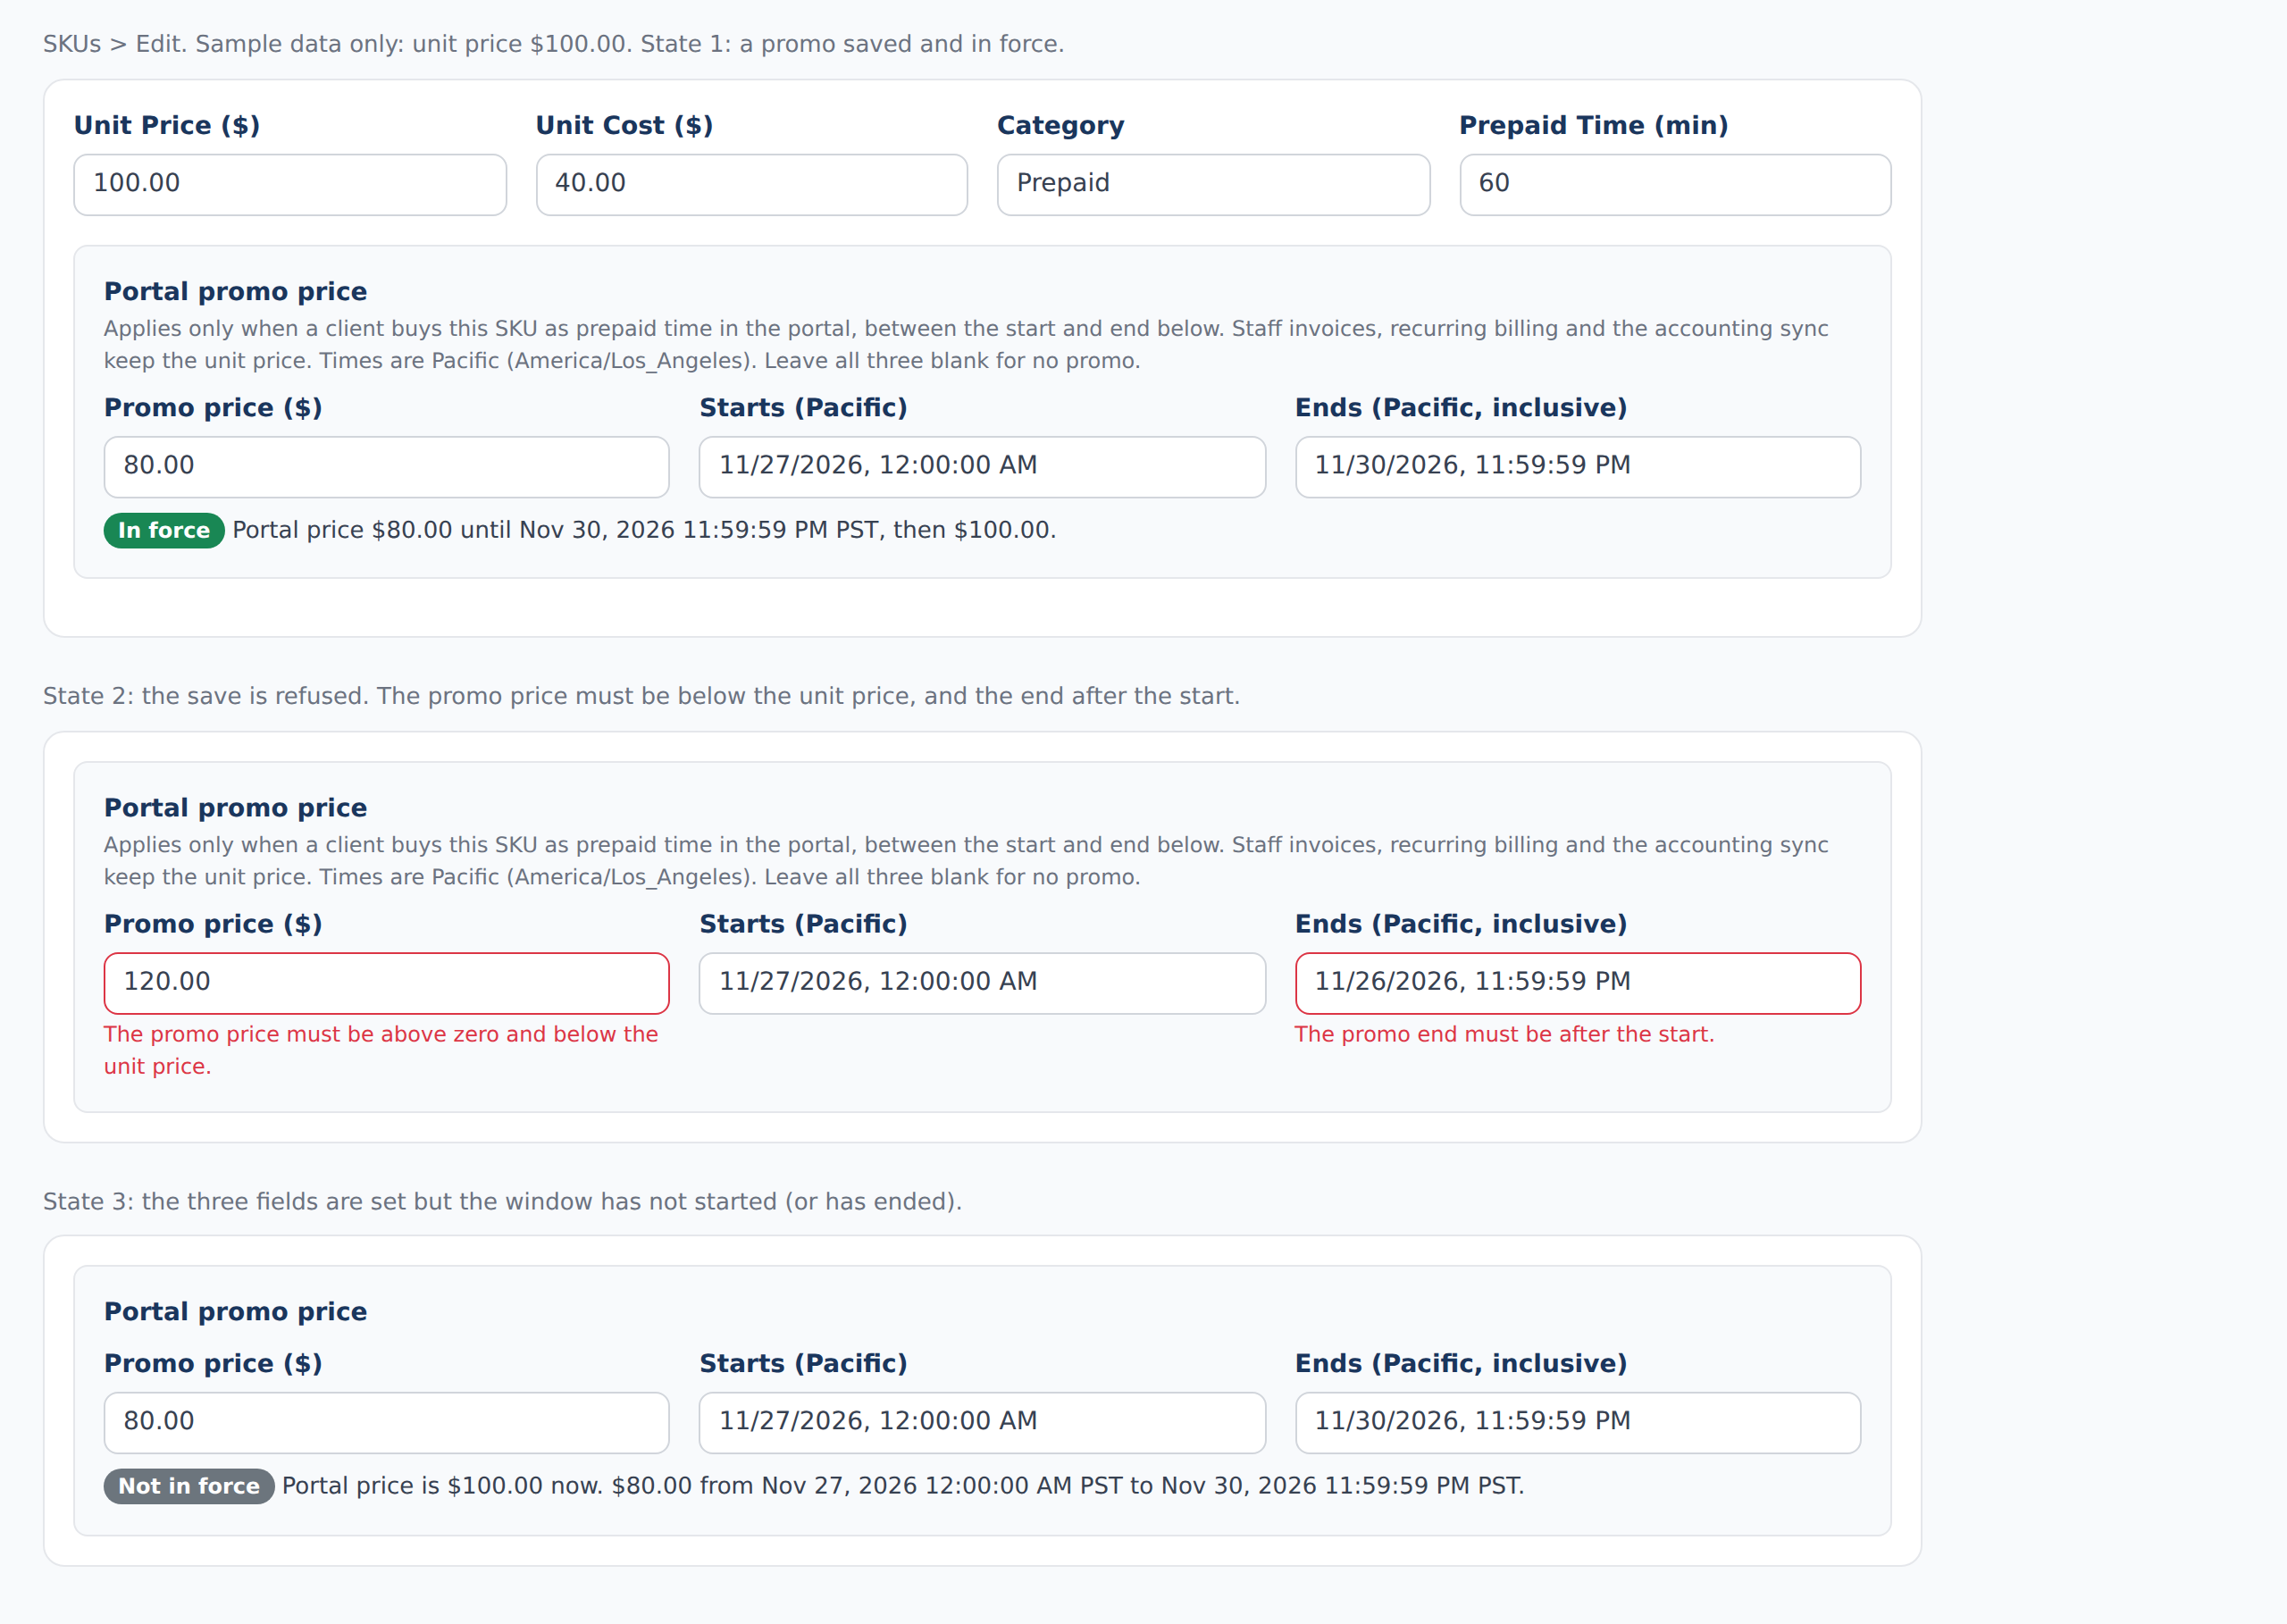 SKUs > Edit. Sample data only: unit price $100.00. State 1: a promo saved and in force.
Unit Price ($)
Unit Cost ($)
Category
Prepaid Time (min)
100.00
40.00
Prepaid
60
Portal promo price
Applies only when a client buys this SKU as prepaid time in the portal, between the start and end below. Staff invoices, recurring billing and the accounting sync
keep the unit price. Times are Pacific (America/Los_Angeles). Leave all three blank for no promo.
Promo price ($)
Starts (Pacific)
Ends (Pacific, inclusive)
80.00
11/27/2026, 12:00:00 AM
11/30/2026, 11:59:59 PM
In force Portal price $80.00 until Nov 30, 2026 11:59:59 PM PST, then $100.00.
State 2: the save is refused. The promo price must be below the unit price, and the end after the start.
Portal promo price
Applies only when a client buys this SKU as prepaid time in the portal, between the start and end below. Staff invoices, recurring billing and the accounting sync
keep the unit price. Times are Pacific (America/Los_Angeles). Leave all three blank for no promo.
Promo price ($)
Starts (Pacific)
Ends (Pacific, inclusive)
120.00
11/27/2026, 12:00:00 AM
11/26/2026, 11:59:59 PM
The promo price must be above zero and below the
unit price.
The promo end must be after the start.
State 3: the three fields are set but the window has not started (or has ended).
Portal promo price
Promo price ($)
Starts (Pacific)
Ends (Pacific, inclusive)
80.00
11/27/2026, 12:00:00 AM
11/30/2026, 11:59:59 PM
Not in force Portal price is $100.00 now. $80.00 from Nov 27, 2026 12:00:00 AM PST to Nov 30, 2026 11:59:59 PM PST.